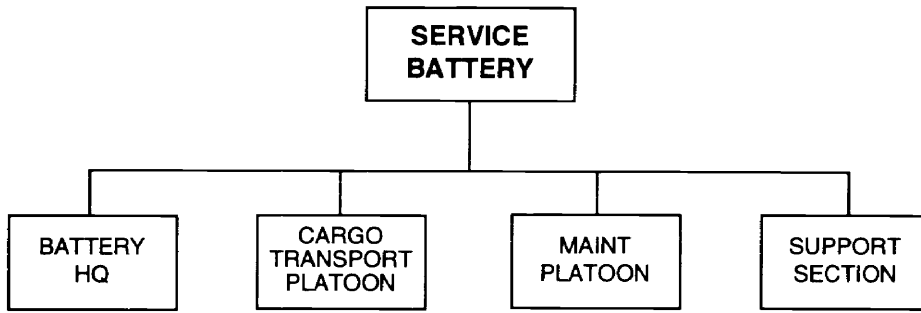 SERVICE
BATTERY
BATTERY
HQ
CARGO
TRANSPORT
PLATOON
MAINT
PLATOON
SUPPORT
SECTION